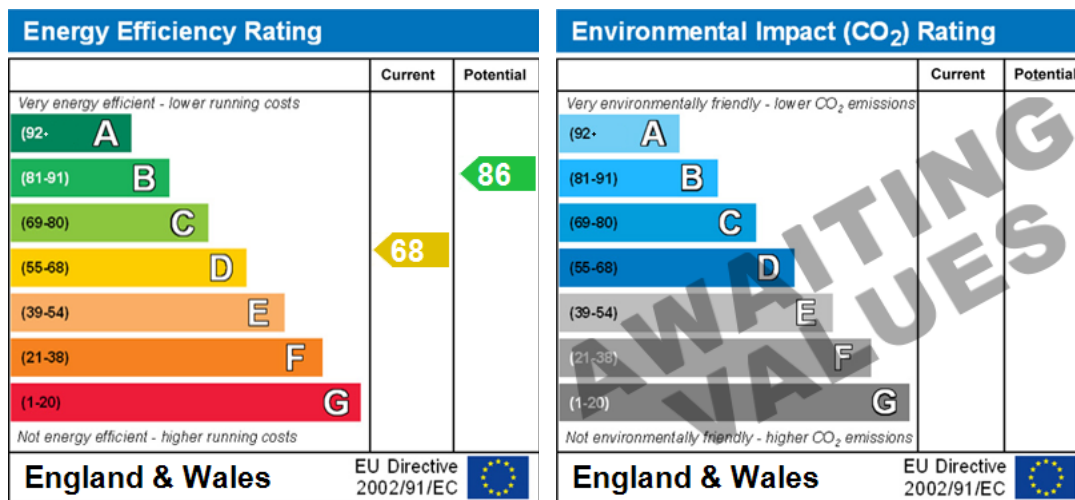 Energy Efficiency Rating
Current Potential
Very energy efficient - lower running costs
(92+ A
(81-91) B
86
(69-80) C
(55-68) D
68
(39-54) E
(21-38) F
(1-20) G
Not energy efficient - higher running costs
England & Wales
EU Directive
2002/91/EC
Environmental Impact (CO₂) Rating
Current Potential
Very environmentally friendly - lower CO₂ emissions
(92+ A
(81-91) B
(69-80) C
(55-68) D
(39-54) E
(21-38) F
(1-20) G
Not environmentally friendly - higher CO₂ emissions
AWAITING
VALUES
England & Wales
EU Directive
2002/91/EC